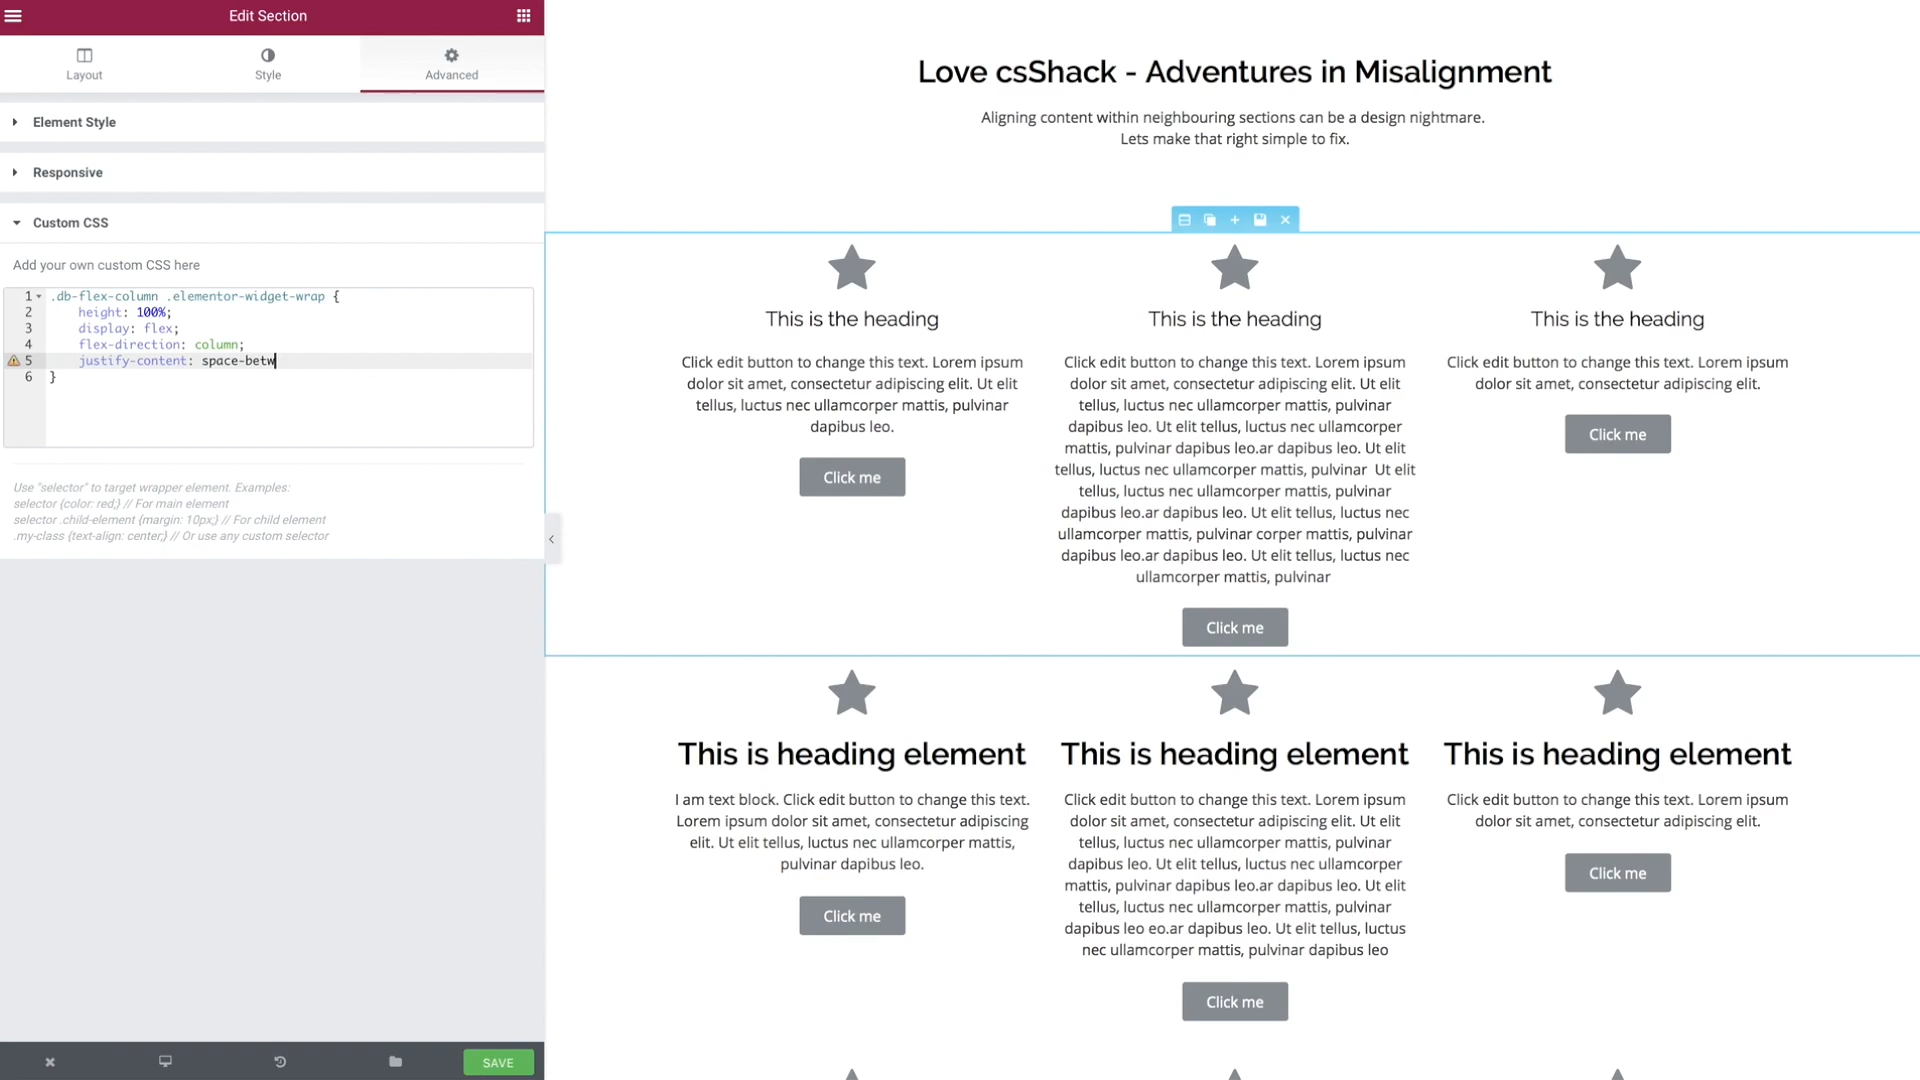 Edit Section
Layout
Style
Advanced
Element Style
Responsive
Custom CSS
Add your own custom CSS here
1 .db-flex-column .elementor-widget-wrap {
2 height: 100%;
3 display: flex;
4 flex-direction: column;
5 justify-content: space-betw
6 }
Use "selector" to target wrapper element. Examples:
selector {color: red;} // For main element
selector .child-element {margin: 10px;} // For child element
.my-class {text-align: center;} // Or use any custom selector
SAVE
Love csShack - Adventures in Misalignment
Aligning content within neighbouring sections can be a design nightmare.
Lets make that right simple to fix.
This is the heading
Click edit button to change this text. Lorem ipsum
dolor sit amet, consectetur adipiscing elit. Ut elit
tellus, luctus nec ullamcorper mattis, pulvinar
dapibus leo.
Click me
This is the heading
Click edit button to change this text. Lorem ipsum
dolor sit amet, consectetur adipiscing elit. Ut elit
tellus, luctus nec ullamcorper mattis, pulvinar
dapibus leo. Ut elit tellus, luctus nec ullamcorper
mattis, pulvinar dapibus leo.ar dapibus leo. Ut elit
tellus, luctus nec ullamcorper mattis, pulvinar Ut elit
tellus, luctus nec ullamcorper mattis, pulvinar
dapibus leo.ar dapibus leo. Ut elit tellus, luctus nec
ullamcorper mattis, pulvinar corper mattis, pulvinar
dapibus leo.ar dapibus leo. Ut elit tellus, luctus nec
ullamcorper mattis, pulvinar
Click me
This is the heading
Click edit button to change this text. Lorem ipsum
dolor sit amet, consectetur adipiscing elit.
Click me
This is heading element
I am text block. Click edit button to change this text.
Lorem ipsum dolor sit amet, consectetur adipiscing
elit. Ut elit tellus, luctus nec ullamcorper mattis,
pulvinar dapibus leo.
Click me
This is heading element
Click edit button to change this text. Lorem ipsum
dolor sit amet, consectetur adipiscing elit. Ut elit
tellus, luctus nec ullamcorper mattis, pulvinar
dapibus leo. Ut elit tellus, luctus nec ullamcorper
mattis, pulvinar dapibus leo.ar dapibus leo. Ut elit
tellus, luctus nec ullamcorper mattis, pulvinar
dapibus leo eo.ar dapibus leo. Ut elit tellus, luctus
nec ullamcorper mattis, pulvinar dapibus leo
Click me
This is heading element
Click edit button to change this text. Lorem ipsum
dolor sit amet, consectetur adipiscing elit.
Click me